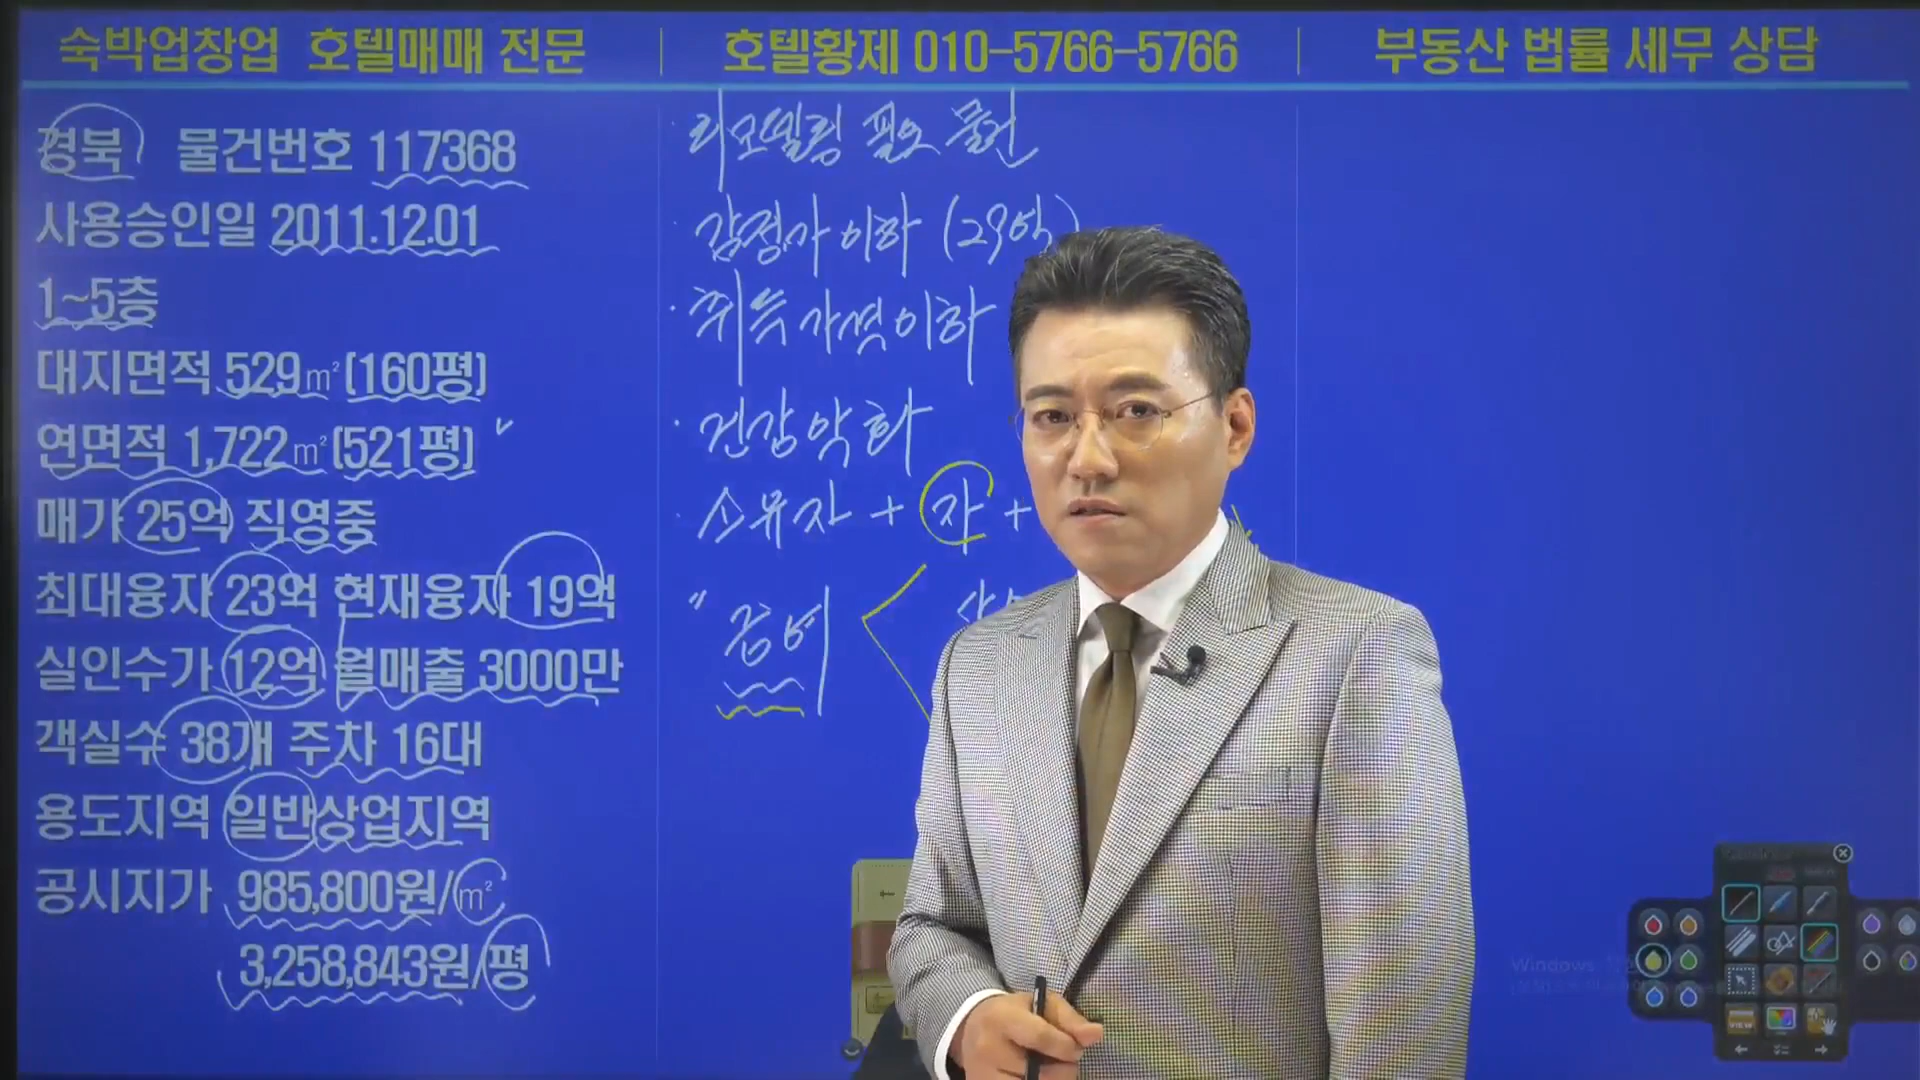 숙박업창업 호텔매매 전문
호텔황제 010-5766-5766
부동산 법률 세무 상담
경북 물건번호 117368
사용승인일 2011.12.01
1~5층
대지면적 529㎡(160평)
연면적 1,722㎡(521평)
매가 25억 직영중
최대융자 23억 현재융자 19억
실인수가 12억 월매출 3000만
객실수 38개 주차 16대
용도지역 일반상업지역
공시지가 985,800원/㎡
3,258,843원/평
· 리모델링 필요 물건
· 감정가 이하 (29억)
· 취득가격이하
· 건강악화
· 소유자 + 자 +
" 급여
Windows
VIEW